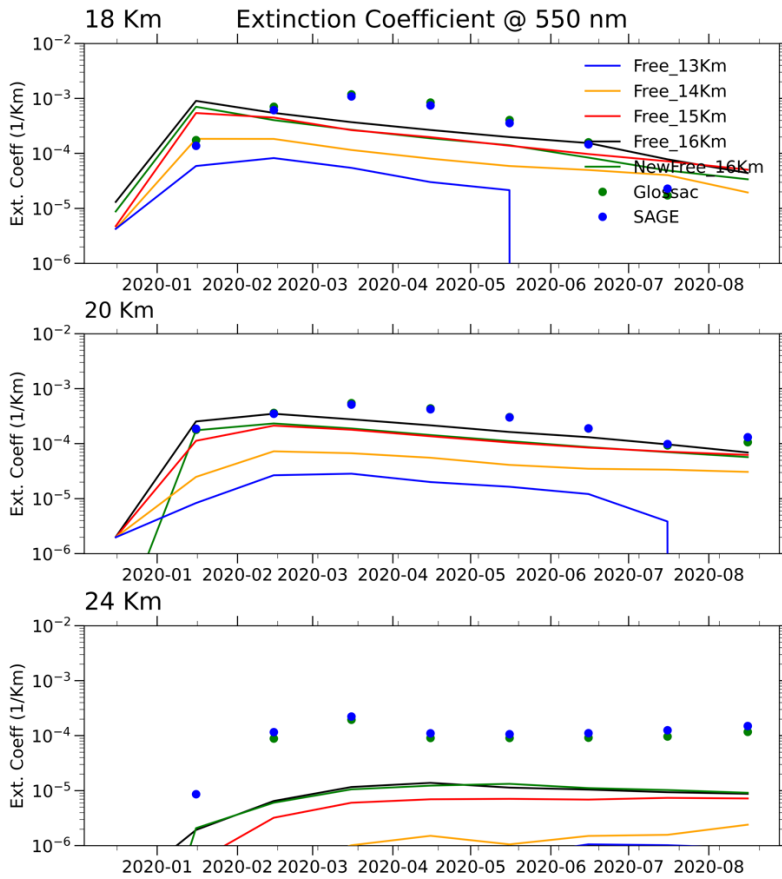 18 Km Extinction Coefficient @ 550 nm
10⁻²
10⁻³
10⁻⁴
10⁻⁵
10⁻⁶
Ext. Coeff (1/Km)
Free_13Km
Free_14Km
Free_15Km
Free_16Km
NewFree_16Km
Glossac
SAGE
2020-01 2020-02 2020-03 2020-04 2020-05 2020-06 2020-07 2020-08
20 Km
10⁻²
10⁻³
10⁻⁴
10⁻⁵
10⁻⁶
Ext. Coeff (1/Km)
2020-01 2020-02 2020-03 2020-04 2020-05 2020-06 2020-07 2020-08
24 Km
10⁻²
10⁻³
10⁻⁴
10⁻⁵
10⁻⁶
Ext. Coeff (1/Km)
2020-01 2020-02 2020-03 2020-04 2020-05 2020-06 2020-07 2020-08